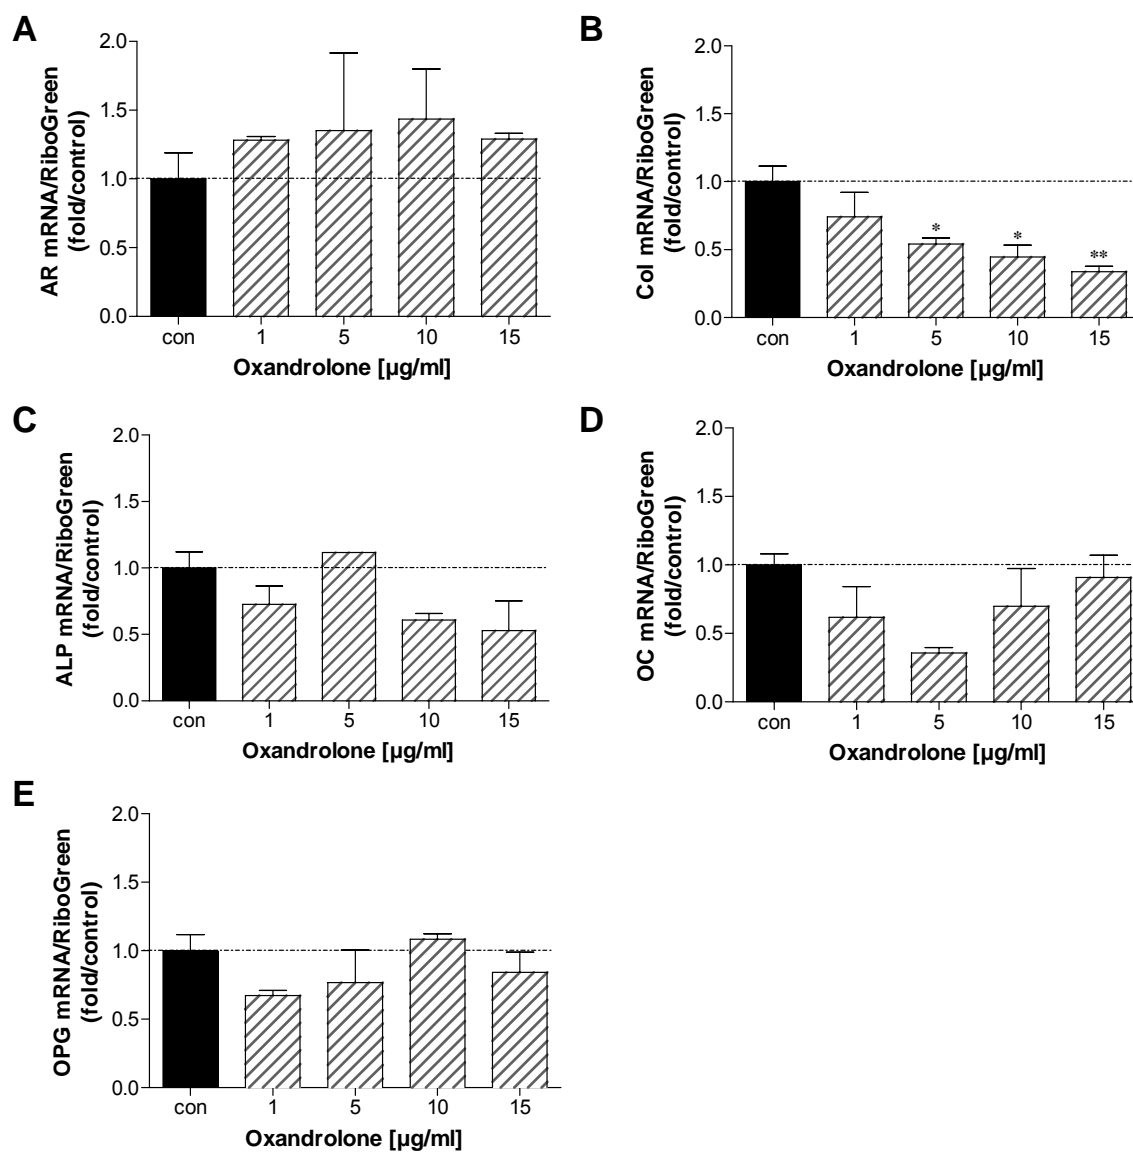 A
AR mRNA/RiboGreen
(fold/control)
2.0
1.5
1.0
0.5
0.0
con 1 5 10 15
Oxandrolone [µg/ml]
B
Col mRNA/RiboGreen
(fold/control)
2.0
1.5
1.0
0.5
0.0
* * **
con 1 5 10 15
Oxandrolone [µg/ml]
C
ALP mRNA/RiboGreen
(fold/control)
2.0
1.5
1.0
0.5
0.0
con 1 5 10 15
Oxandrolone [µg/ml]
D
OC mRNA/RiboGreen
(fold/control)
2.0
1.5
1.0
0.5
0.0
con 1 5 10 15
Oxandrolone [µg/ml]
E
OPG mRNA/RiboGreen
(fold/control)
2.0
1.5
1.0
0.5
0.0
con 1 5 10 15
Oxandrolone [µg/ml]